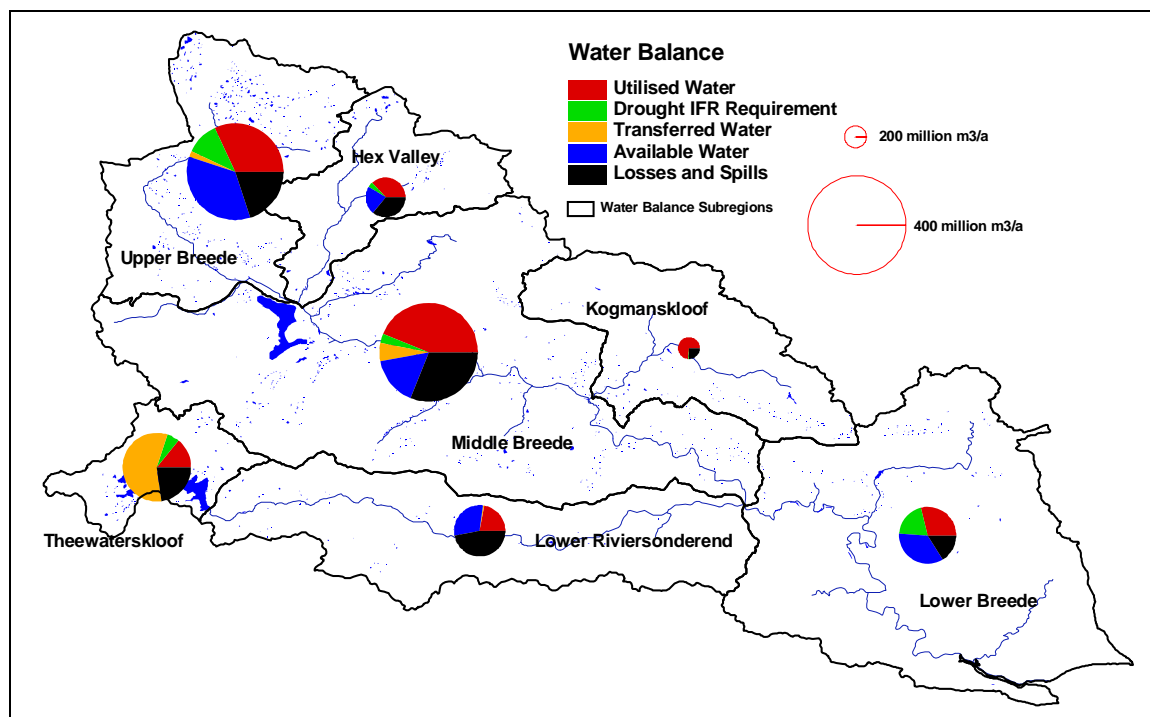 Water Balance
Utilised Water
Drought IFR Requirement
Transferred Water
Available Water
Losses and Spills
Water Balance Subregions
200 million m3/a
400 million m3/a
Hex Valley
Upper Breede
Kogmanskloof
Middle Breede
Theewaterskloof
Lower Riviersonderend
Lower Breede